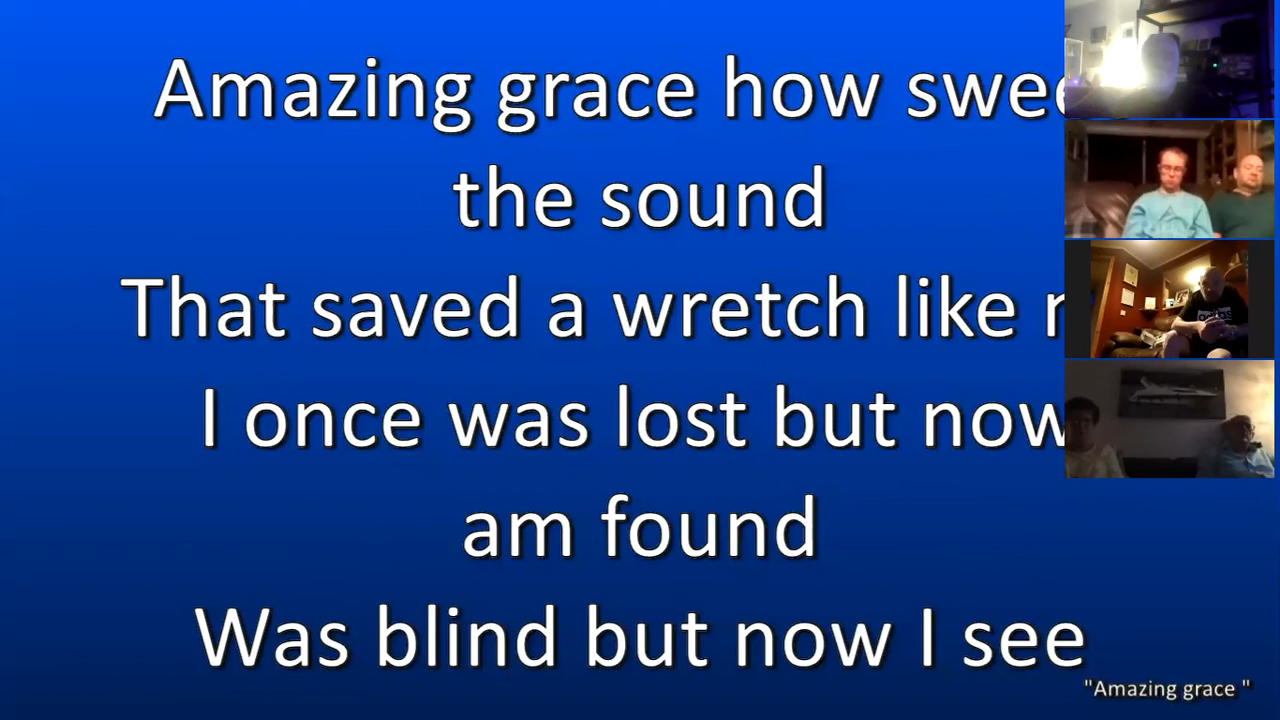 Amazing grace how swee
the sound
That saved a wretch like
I once was lost but now
am found
Was blind but now I see
"Amazing grace "